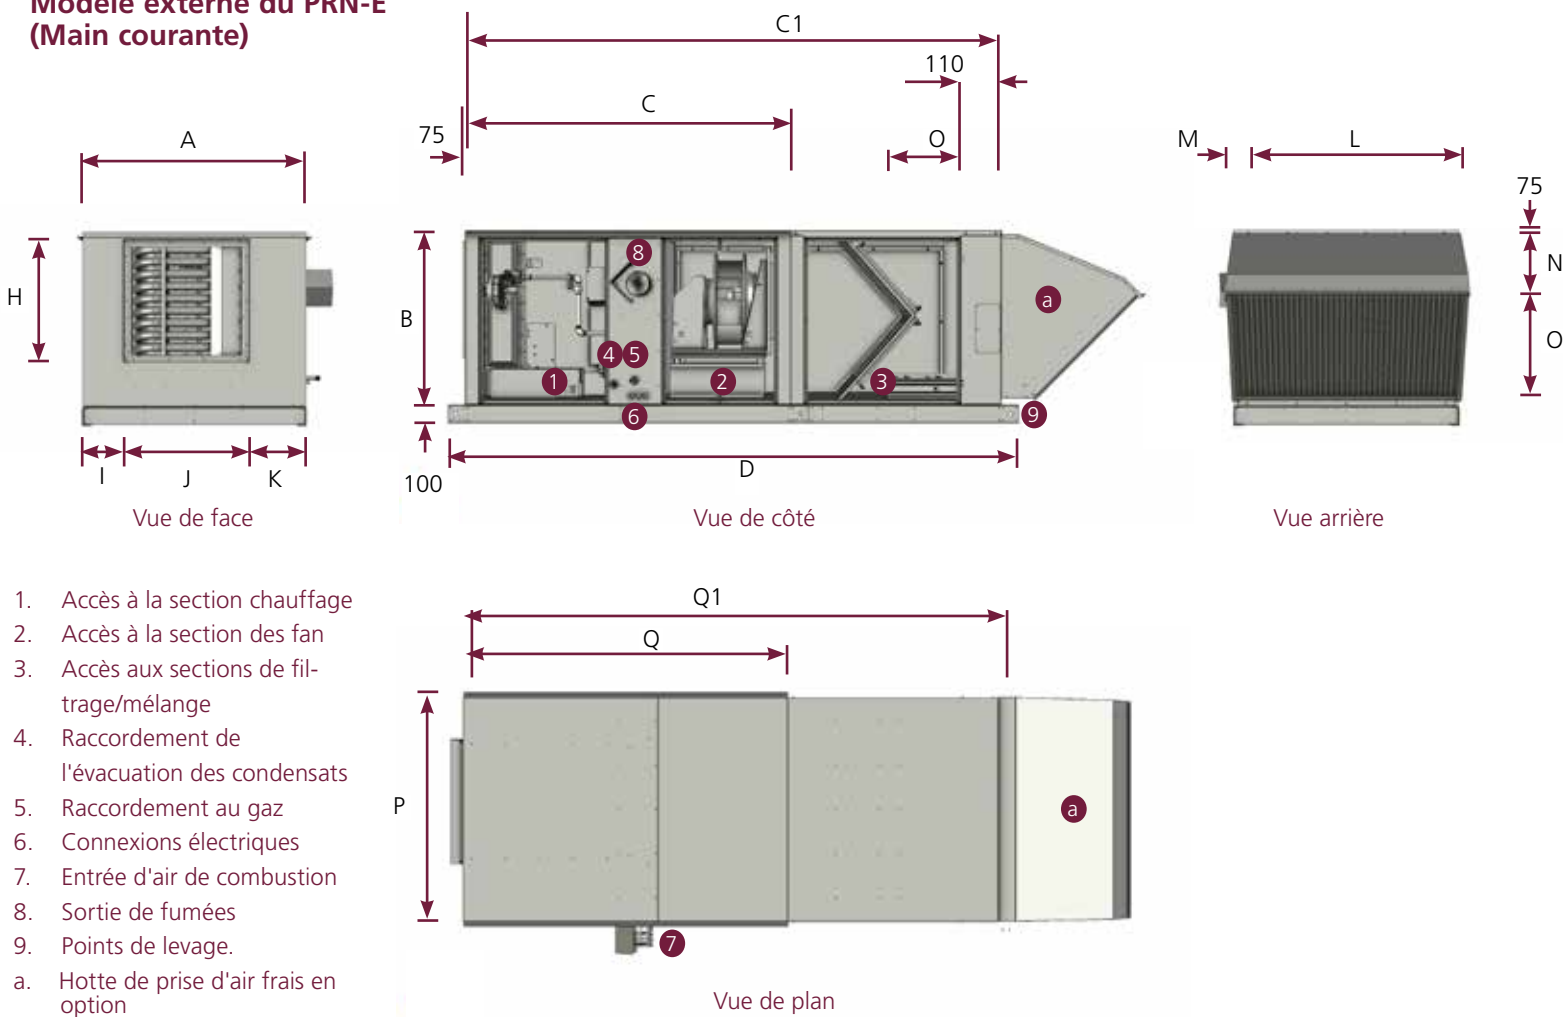 Modèle externe du PRN-E
(Main courante)
C1
110
C
75
O
A
M
L
75
H
B
N
O
8
a
4
5
1
2
3
6
9
I
J
K
100
D
Vue de face
Vue de côté
Vue arrière
1. Accès à la section chauffage
2. Accès à la section des fan
3. Accès aux sections de fil-
trage/mélange
4. Raccordement de
l'évacuation des condensats
5. Raccordement au gaz
6. Connexions électriques
7. Entrée d'air de combustion
8. Sortie de fumées
9. Points de levage.
a. Hotte de prise d'air frais en
option
Q1
Q
P
a
7
Vue de plan